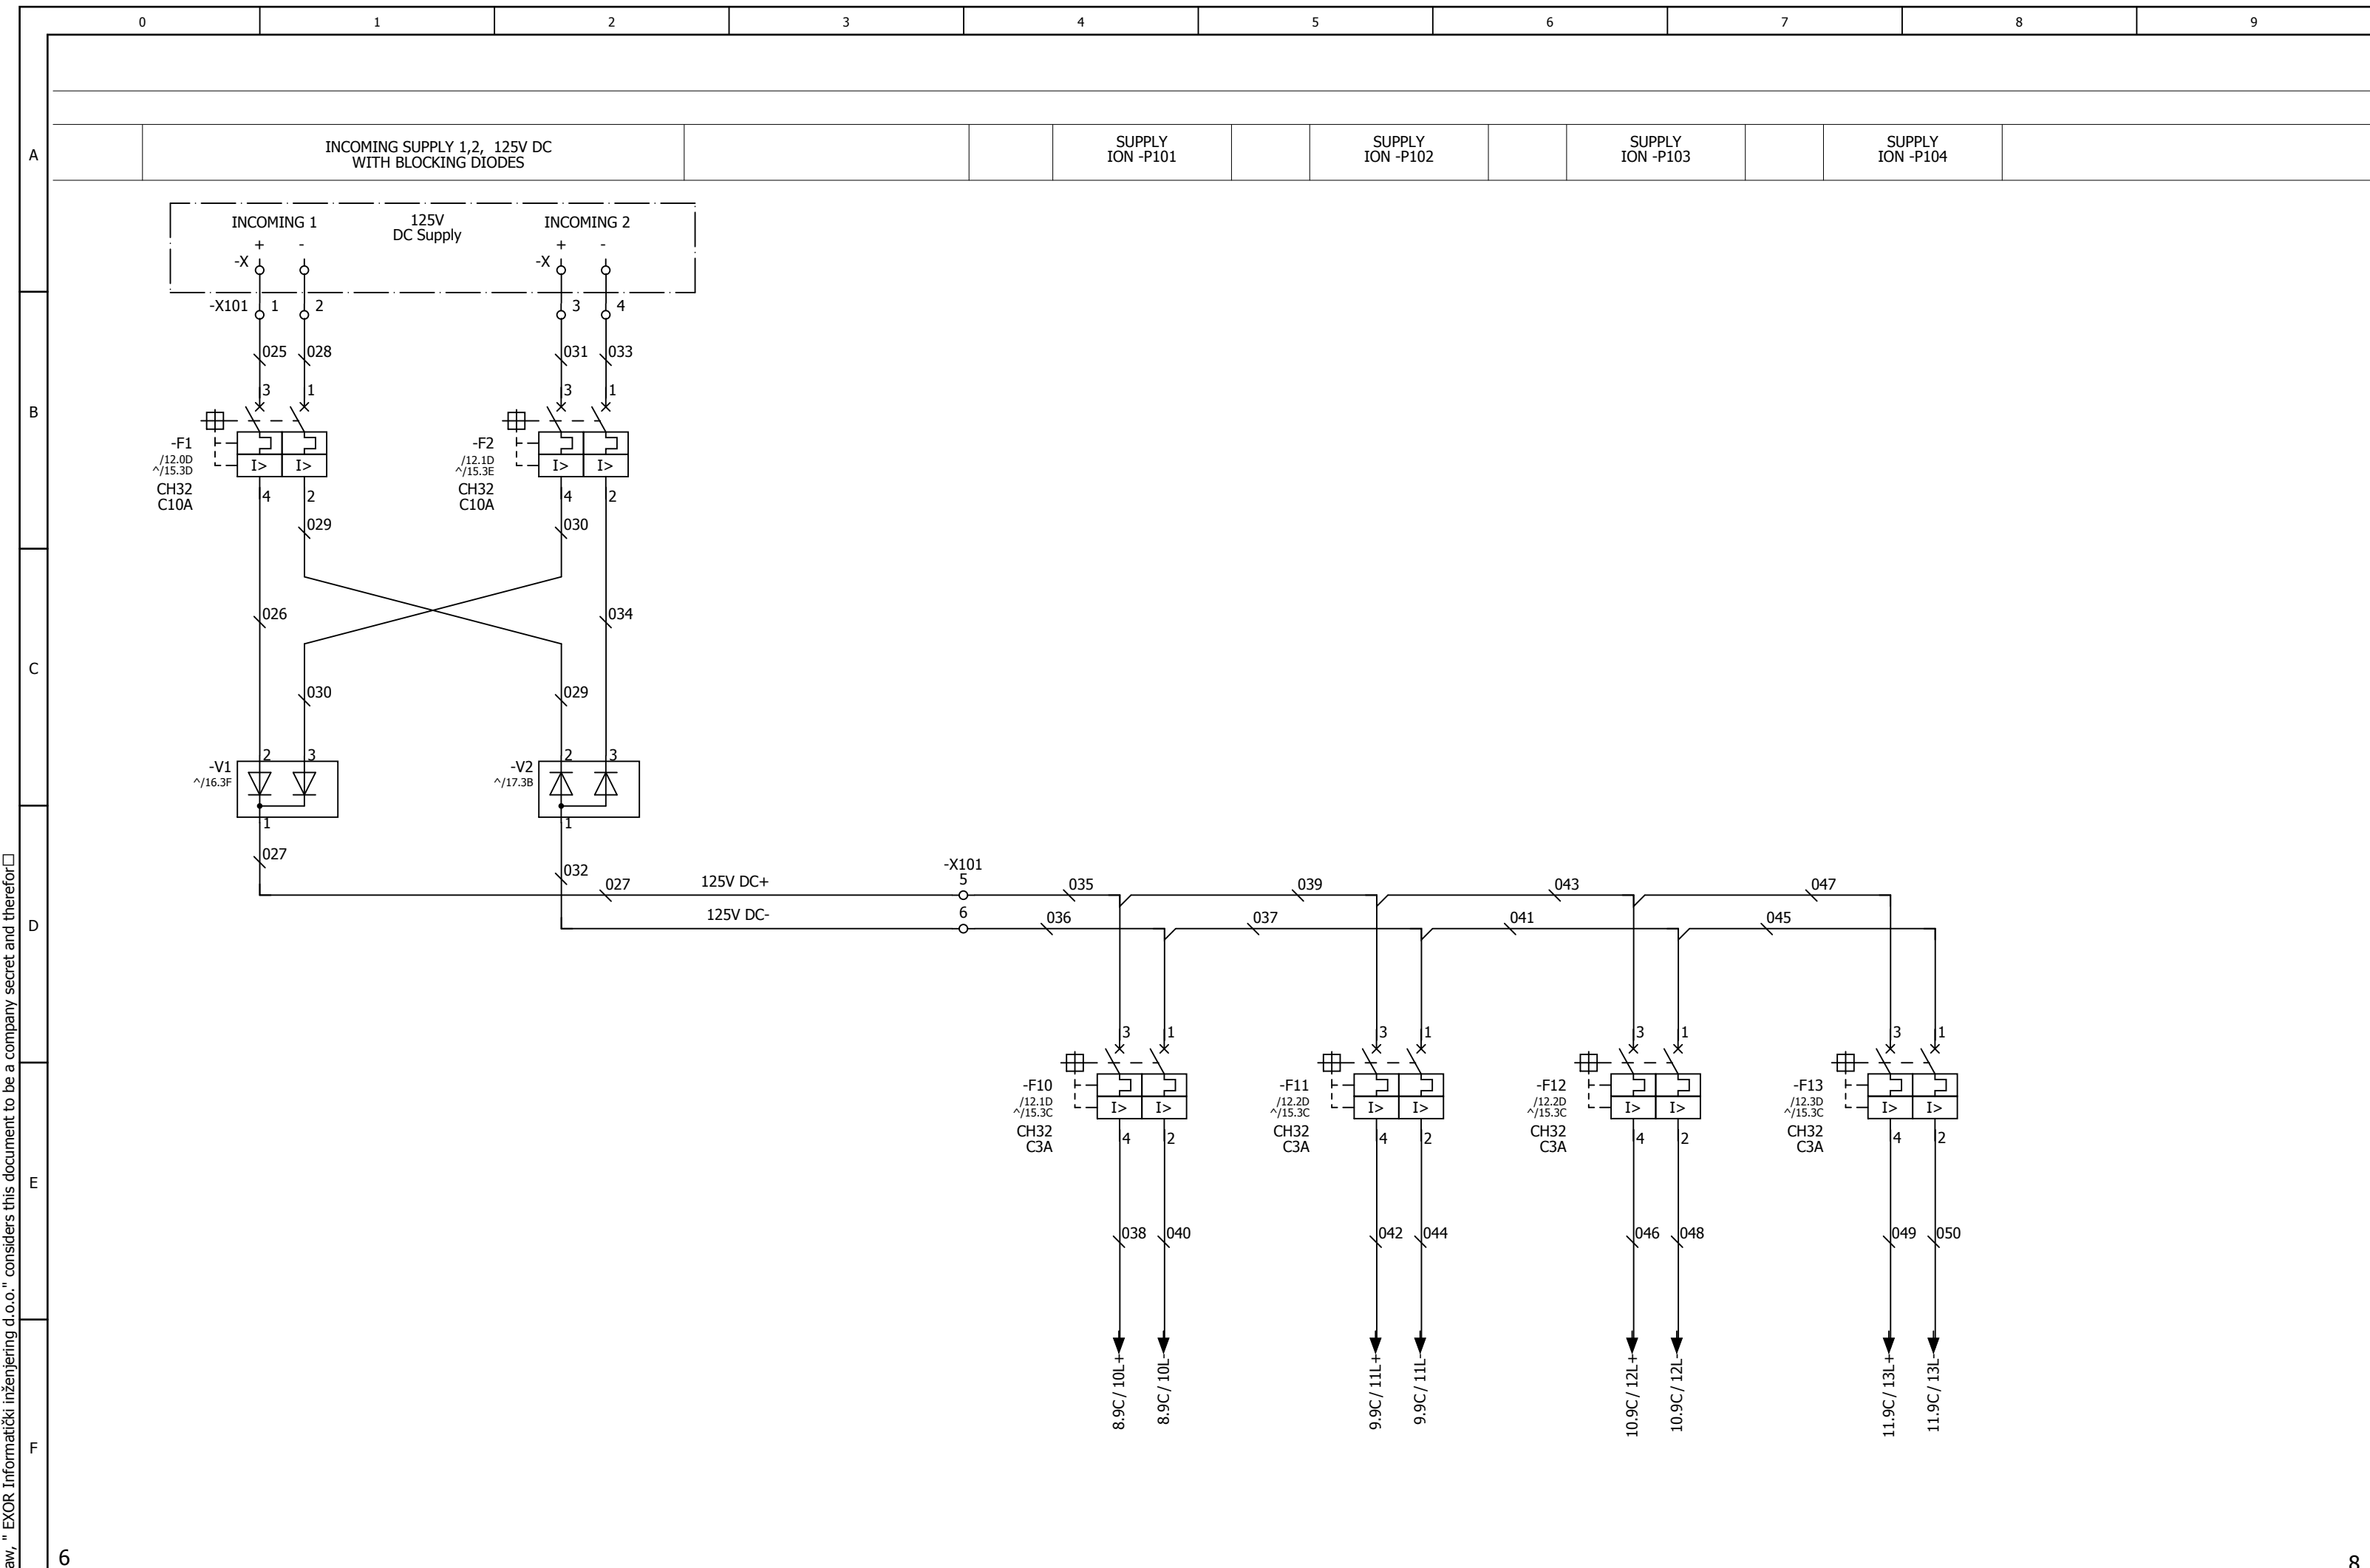 0 1 2 3 4 5 6 7 8 9
A
INCOMING SUPPLY 1,2, 125V DC
WITH BLOCKING DIODES
SUPPLY
ION -P101
SUPPLY
ION -P102
SUPPLY
ION -P103
SUPPLY
ION -P104
INCOMING 1
125V
DC Supply
INCOMING 2
+ -
+ -
-X
-X
-X101 1 2
3 4
025 028
031 033
B
3 1
3 1
-F1
/12.0D
^/15.3D
CH32
C10A
I> I>
-F2
/12.1D
^/15.3E
CH32
C10A
I> I>
4 2
4 2
029
030
026
034
C
030
029
2 3
2 3
-V1
^/16.3F
-V2
^/17.3B
1
1
027
032
027
125V DC+
-X101
5
035
039
043
047
D
125V DC-
6
036
037
041
045
3 1
3 1
3 1
3 1
-F10
/12.1D
^/15.3C
CH32
C3A
I> I>
-F11
/12.2D
^/15.3C
CH32
C3A
I> I>
-F12
/12.2D
^/15.3C
CH32
C3A
I> I>
-F13
/12.3D
^/15.3C
CH32
C3A
I> I>
4 2
4 2
4 2
4 2
E
038 040
042 044
046 048
049 050
8.9C / 10L+
8.9C / 10L-
9.9C / 11L+
9.9C / 11L-
10.9C / 12L+
10.9C / 12L-
11.9C / 13L+
11.9C / 13L-
F
aw, " EXOR Informatički inženjering d.o.o." considers this document to be a company secret and therefor
6
8